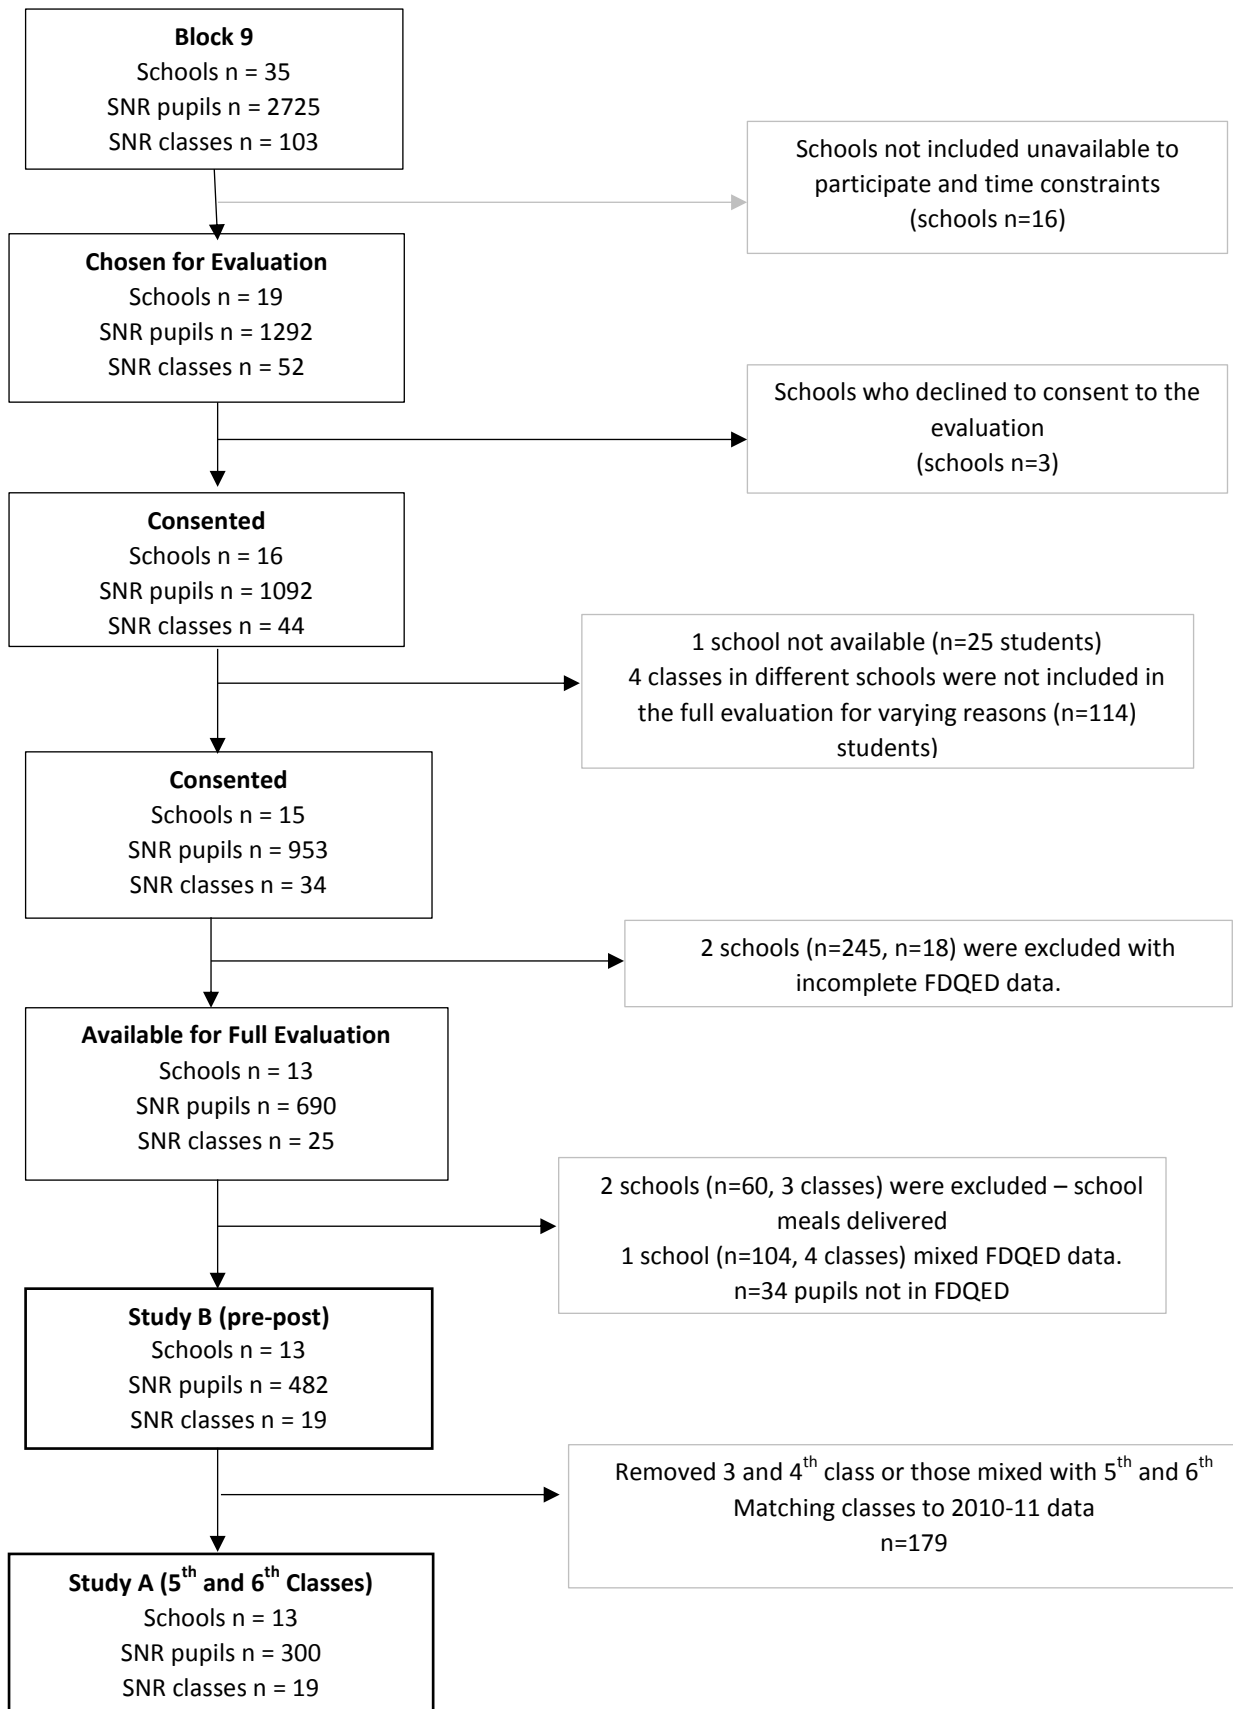 Block 9
Schools n = 35
SNR pupils n = 2725
SNR classes n = 103
Schools not included unavailable to
participate and time constraints
(schools n=16)
Chosen for Evaluation
Schools n = 19
SNR pupils n = 1292
SNR classes n = 52
Schools who declined to consent to the
evaluation
(schools n=3)
Consented
Schools n = 16
SNR pupils n = 1092
SNR classes n = 44
1 school not available (n=25 students)
4 classes in different schools were not included in
the full evaluation for varying reasons (n=114)
students)
Consented
Schools n = 15
SNR pupils n = 953
SNR classes n = 34
2 schools (n=245, n=18) were excluded with
incomplete FDQED data.
Available for Full Evaluation
Schools n = 13
SNR pupils n = 690
SNR classes n = 25
2 schools (n=60, 3 classes) were excluded – school
meals delivered
1 school (n=104, 4 classes) mixed FDQED data.
n=34 pupils not in FDQED
Study B (pre-post)
Schools n = 13
SNR pupils n = 482
SNR classes n = 19
Removed 3 and 4th class or those mixed with 5th and 6th
Matching classes to 2010-11 data
n=179
Study A (5th and 6th Classes)
Schools n = 13
SNR pupils n = 300
SNR classes n = 19